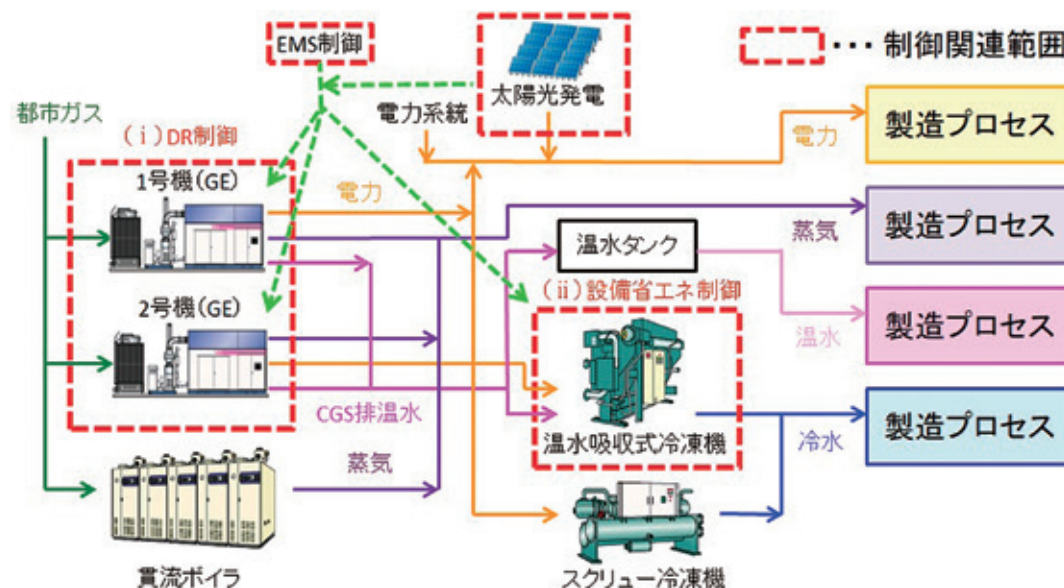 EMS制御
・・・制御関連範囲
太陽光発電
都市ガス
電力系統
(ⅰ)DR制御
電力
製造プロセス
1号機(GE)
電力
蒸気
製造プロセス
温水タンク
2号機(GE)
(ⅱ)設備省エネ制御
温水
製造プロセス
CGS排温水
温水吸収式冷凍機
冷水
製造プロセス
蒸気
貫流ボイラ
スクリュー冷凍機